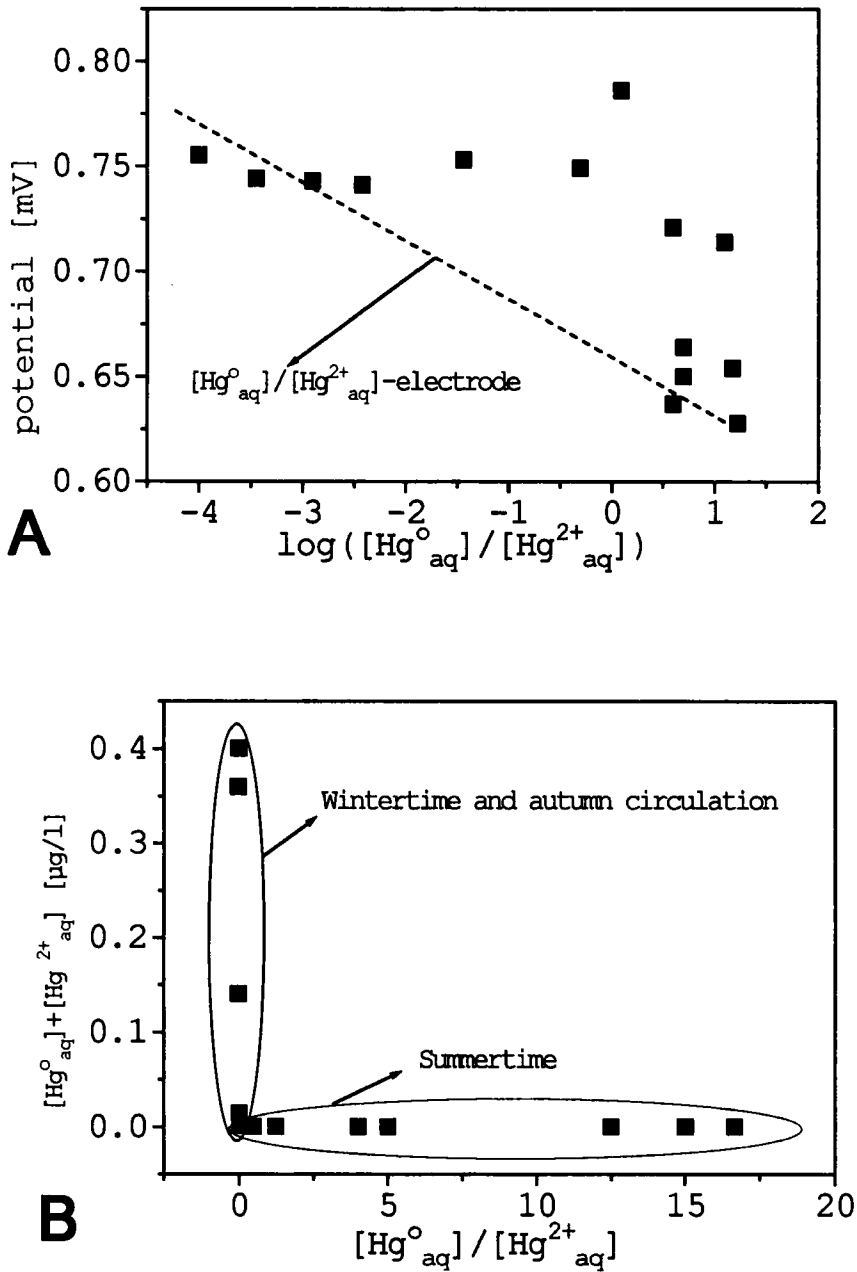 potential [mV]
0.80
0.75
0.70
0.65
0.60
[Hg°aq]/[Hg2+aq]-electrode
-4 -3 -2 -1 0 1 2
A
log([Hg°aq]/[Hg2+aq])
[Hg°aq]+[Hg2+aq] [µg/l]
0.4
0.3
0.2
0.1
0.0
Wintertime and autumn circulation
Summertime
0 5 10 15 20
B
[Hg°aq]/[Hg2+aq]